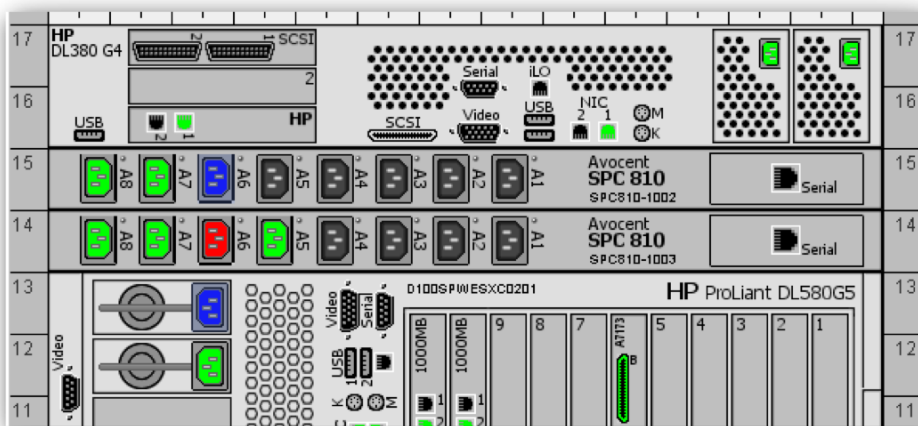 17
HP
DL380 G4
2
1
SCSI
2
HP
USB
2
1
Serial
iLO
USB
NIC
2
1
M
K
SCSI
Video
17
16
16
15
A8
A7
A6
A5
A4
A3
A2
A1
Avocent
SPC 810
SPC810-1002
Serial
15
14
A8
A7
A6
A5
A4
A3
A2
A1
Avocent
SPC 810
SPC810-1003
Serial
14
13
Video
Serial
D100SPWESXC0201
HP ProLiant DL580G5
13
12
Video
USB
1
2
K
M
1000MB
1
2
1000MB
1
2
9
8
7
A7173
B
5
4
3
2
1
12
11
11